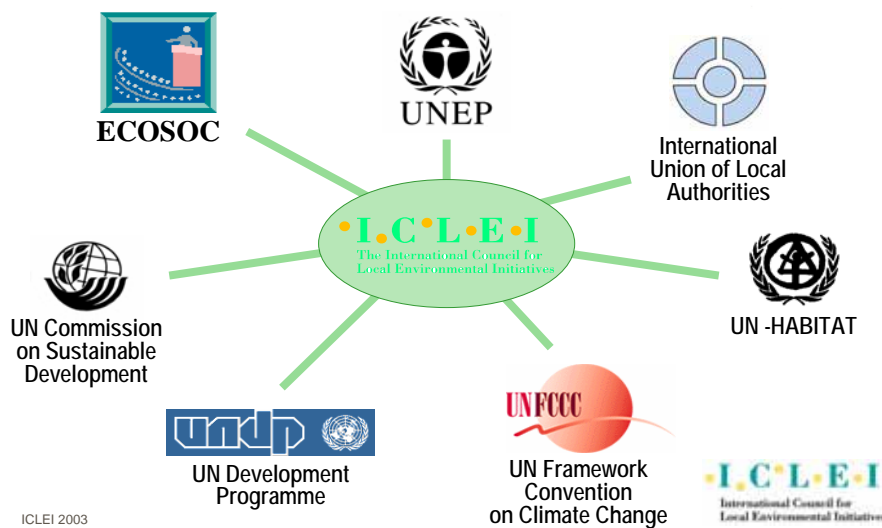 ECOSOC
UNEP
International
Union of Local
Authorities
I.C.L.E.I
The International Council for
Local Environmental Initiatives
UN Commission
on Sustainable
Development
UN -HABITAT
undp
UN Development
Programme
UNFCCC
UN Framework
Convention
on Climate Change
I.C.L.E.I
International Council for
Local Environmental Initiative
ICLEI 2003